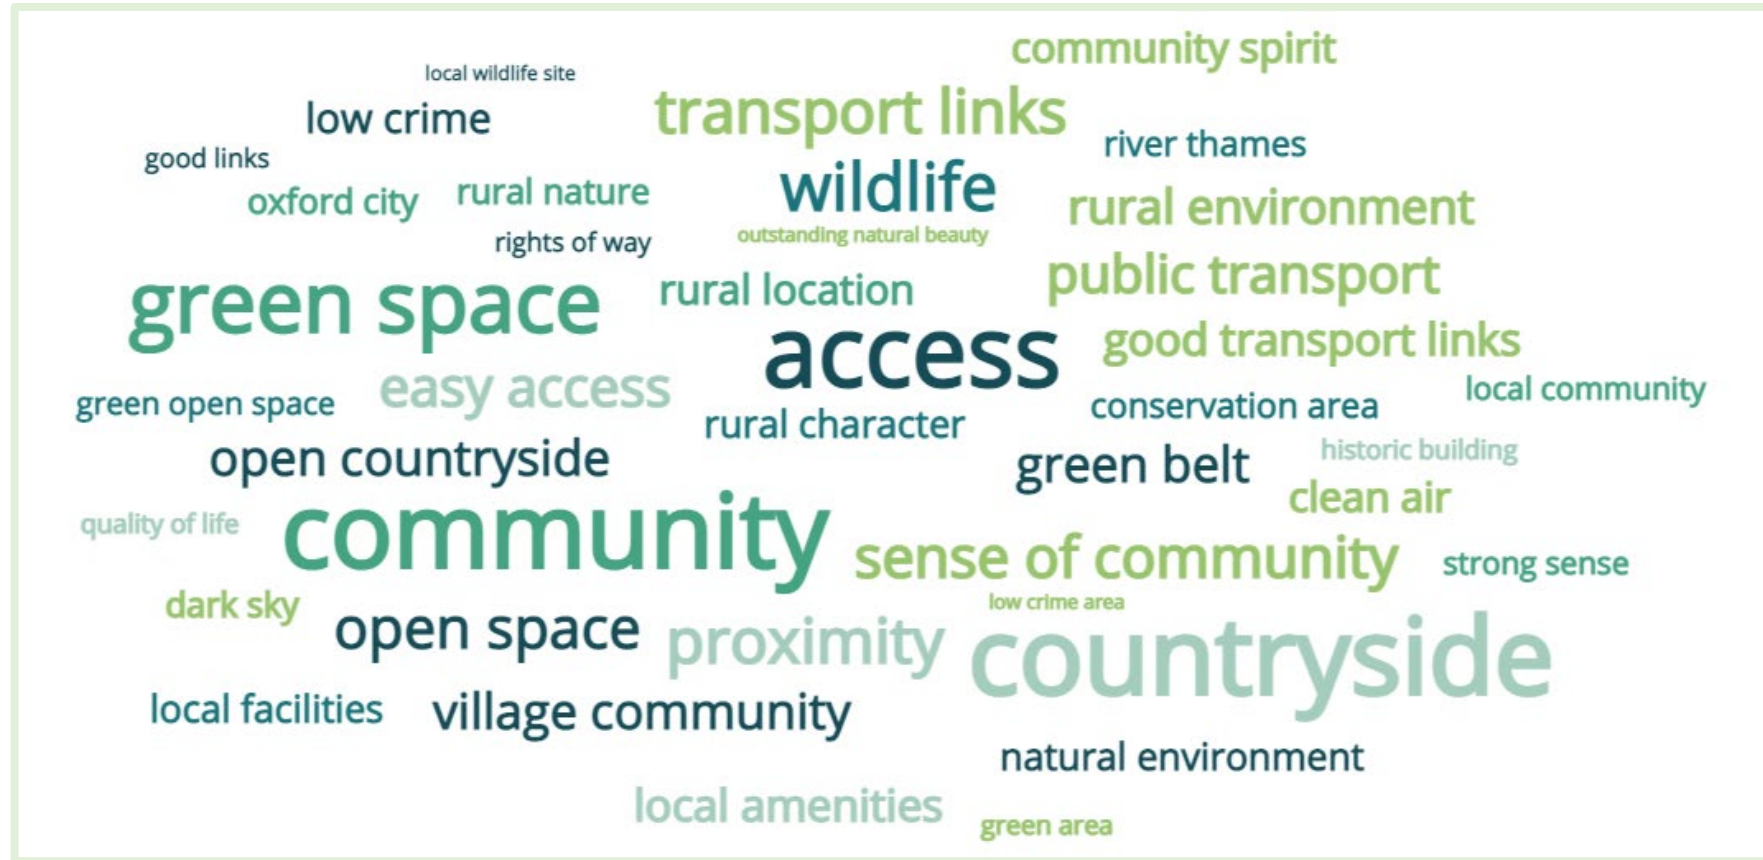 community spirit
local wildlife site
low crime
transport links
river thames
good links
wildlife
oxford city
rural nature
rural environment
rights of way
outstanding natural beauty
public transport
green space
rural location
access
good transport links
easy access
local community
green open space
rural character
conservation area
open countryside
green belt
historic building
clean air
quality of life
community
sense of community
strong sense
dark sky
low crime area
open space
proximity
countryside
local facilities
village community
natural environment
local amenities
green area